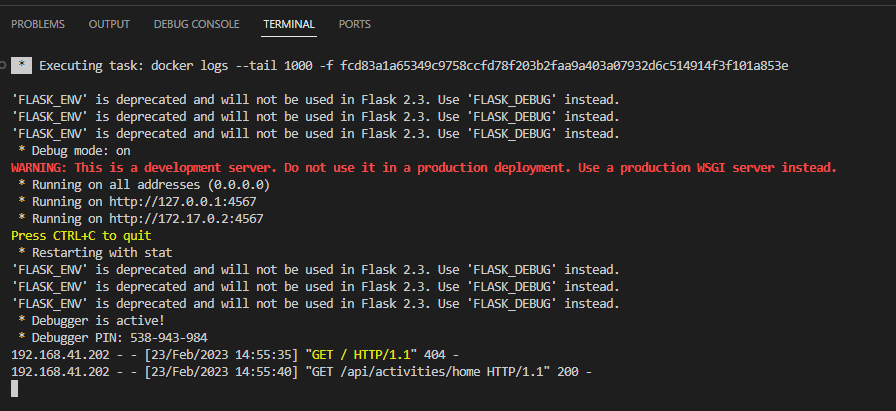 PROBLEMS OUTPUT DEBUG CONSOLE TERMINAL PORTS
* Executing task: docker logs --tail 1000 -f fcd83a1a65349c9758ccfd78f203b2faa9a403a07932d6c514914f3f101a853e
'FLASK_ENV' is deprecated and will not be used in Flask 2.3. Use 'FLASK_DEBUG' instead.
'FLASK_ENV' is deprecated and will not be used in Flask 2.3. Use 'FLASK_DEBUG' instead.
'FLASK_ENV' is deprecated and will not be used in Flask 2.3. Use 'FLASK_DEBUG' instead.
* Debug mode: on
WARNING: This is a development server. Do not use it in a production deployment. Use a production WSGI server instead.
* Running on all addresses (0.0.0.0)
* Running on http://127.0.0.1:4567
* Running on http://172.17.0.2:4567
Press CTRL+C to quit
* Restarting with stat
'FLASK_ENV' is deprecated and will not be used in Flask 2.3. Use 'FLASK_DEBUG' instead.
'FLASK_ENV' is deprecated and will not be used in Flask 2.3. Use 'FLASK_DEBUG' instead.
'FLASK_ENV' is deprecated and will not be used in Flask 2.3. Use 'FLASK_DEBUG' instead.
* Debugger is active!
* Debugger PIN: 538-943-984
192.168.41.202 - - [23/Feb/2023 14:55:35] "GET / HTTP/1.1" 404 -
192.168.41.202 - - [23/Feb/2023 14:55:40] "GET /api/activities/home HTTP/1.1" 200 -